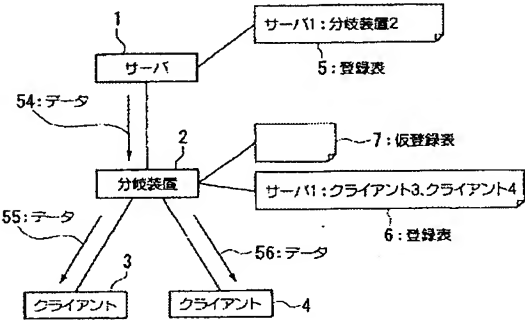 1
サーバ
サーバ1：分岐装置2
5：登録表
54：データ
2
分岐装置
7：仮登録表
サーバ1：クライアント3、クライアント4
6：登録表
55：データ
56：データ
3
クライアント
クライアント
4